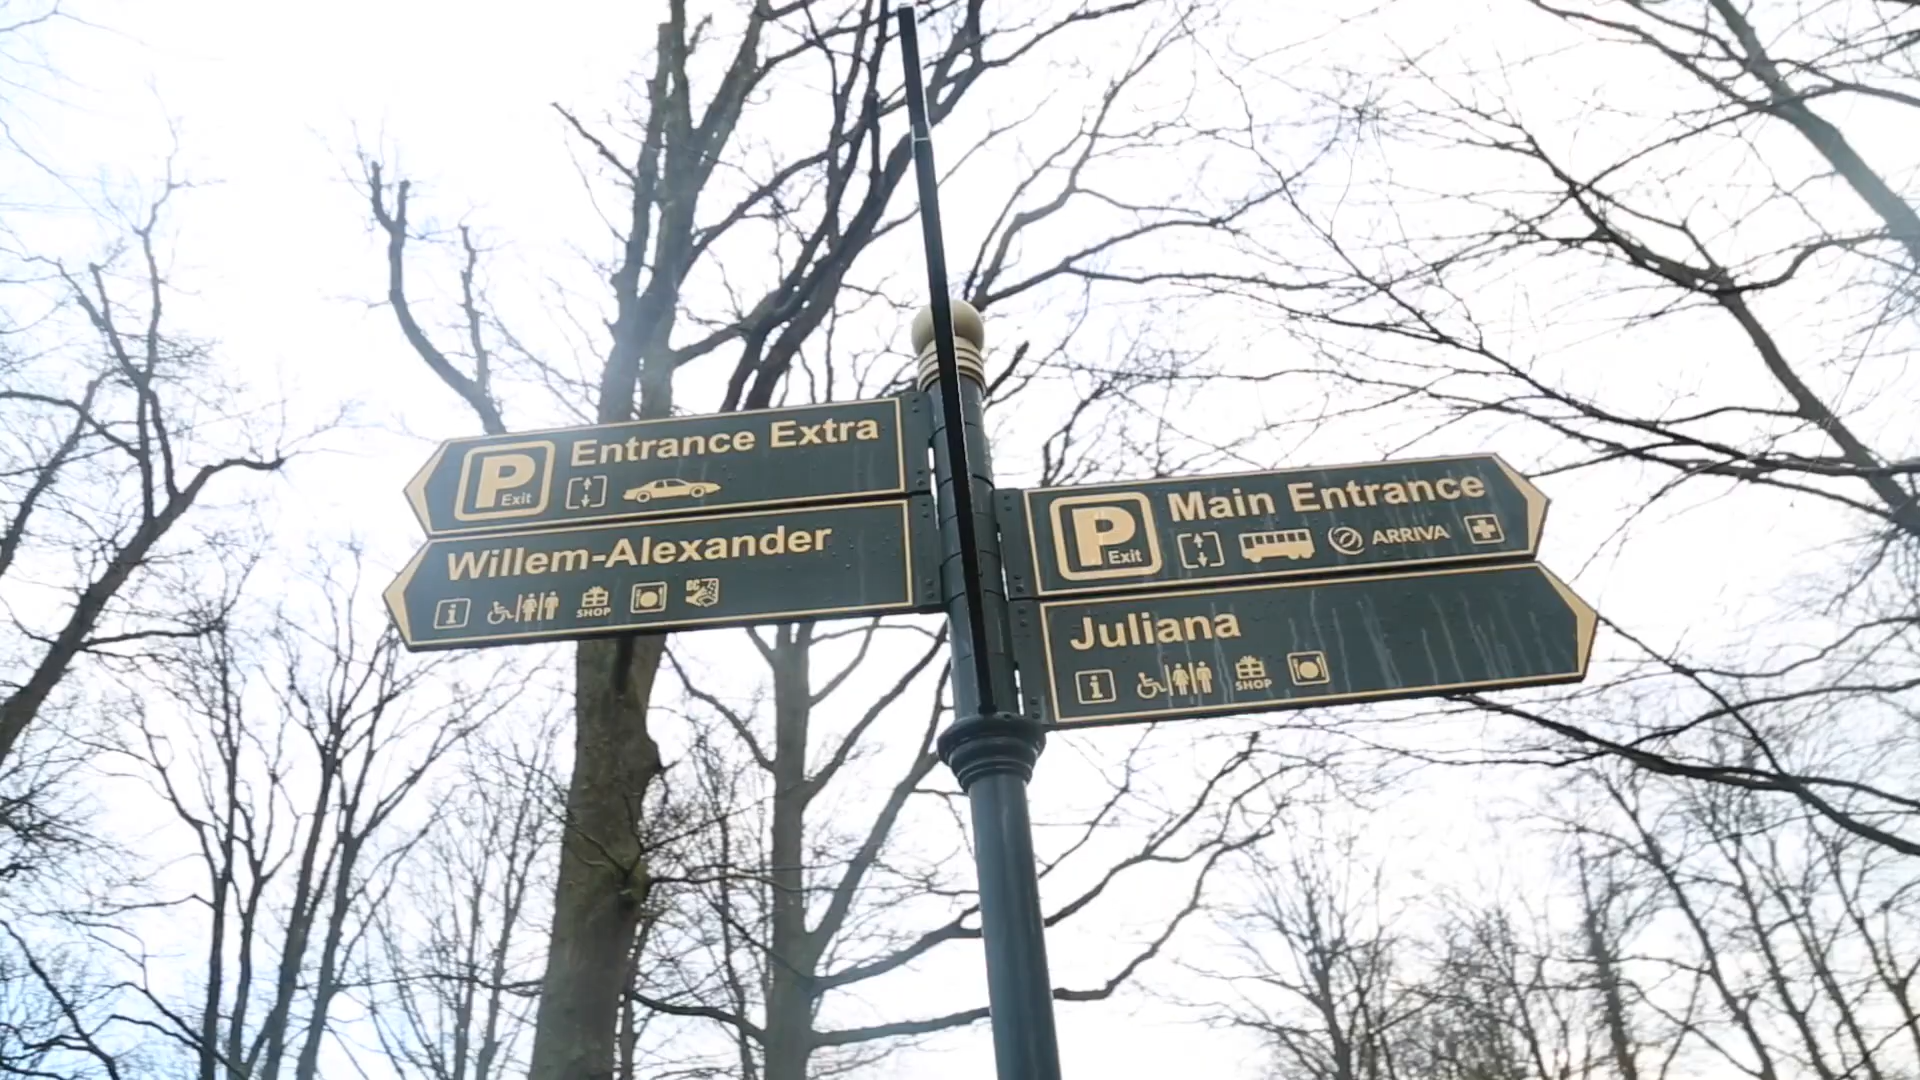 Entrance Extra
P Exit
Willem-Alexander
i SHOP
Main Entrance
P Exit ARRIVA
Juliana
i SHOP